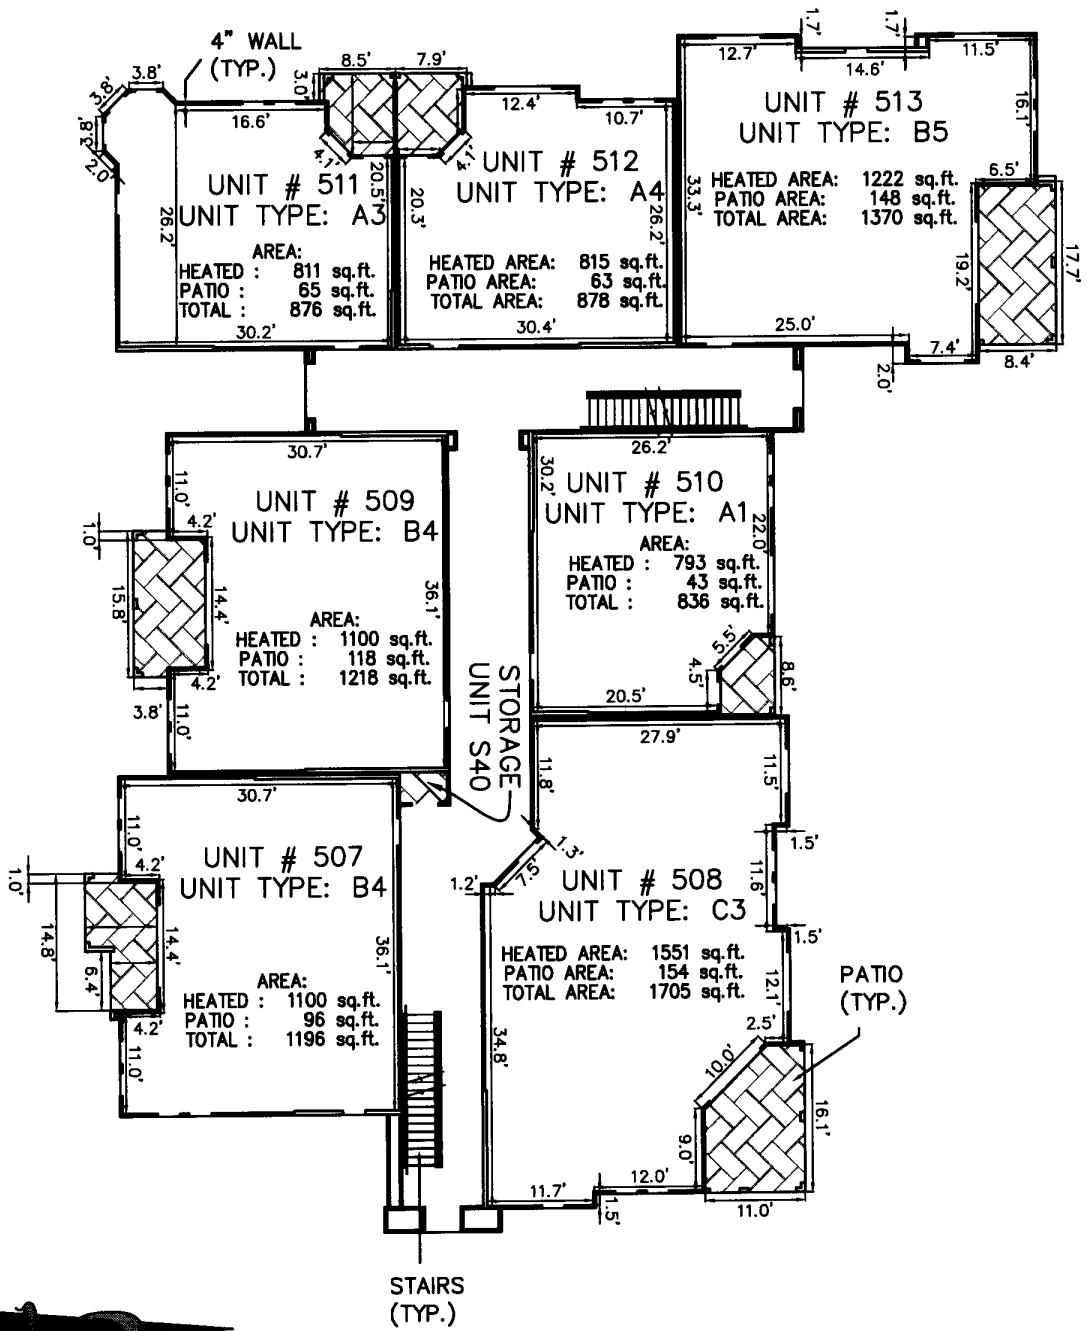 4" WALL
(TYP.)
3.8'
3.8'
3.8'
2.0'
16.6'
3.0'
8.5'
7.9'
4.1'
4.1'
20.5'
26.2'
UNIT # 511
UNIT TYPE: A3
AREA:
HEATED : 811 sq.ft.
PATIO : 65 sq.ft.
TOTAL : 876 sq.ft.
30.2'
12.4'
10.7'
20.3'
26.2'
UNIT # 512
UNIT TYPE: A4
HEATED AREA: 815 sq.ft.
PATIO AREA: 63 sq.ft.
TOTAL AREA: 878 sq.ft.
30.4'
12.7'
1.7'
1.7'
14.6'
11.5'
16.1'
33.3'
UNIT # 513
UNIT TYPE: B5
HEATED AREA: 1222 sq.ft.
PATIO AREA: 148 sq.ft.
TOTAL AREA: 1370 sq.ft.
6.5'
19.2'
17.7'
25.0'
7.4'
2.0'
8.4'
30.7'
11.0'
4.2'
1.0'
15.8'
14.4'
4.2'
3.8'
11.0'
36.1'
UNIT # 509
UNIT TYPE: B4
AREA:
HEATED : 1100 sq.ft.
PATIO : 118 sq.ft.
TOTAL : 1218 sq.ft.
26.2'
30.2'
22.0'
UNIT # 510
UNIT TYPE: A1
AREA:
HEATED : 793 sq.ft.
PATIO : 43 sq.ft.
TOTAL : 836 sq.ft.
5.5'
4.5'
8.6'
20.5'
STORAGE
UNIT S40
30.7'
11.0'
4.2'
1.0'
14.8'
14.4'
6.4'
4.2'
11.0'
36.1'
UNIT # 507
UNIT TYPE: B4
AREA:
HEATED : 1100 sq.ft.
PATIO : 96 sq.ft.
TOTAL : 1196 sq.ft.
27.9'
11.8'
11.5'
1.3'
7.5'
1.2'
1.5'
11.6'
1.5'
12.1'
UNIT # 508
UNIT TYPE: C3
HEATED AREA: 1551 sq.ft.
PATIO AREA: 154 sq.ft.
TOTAL AREA: 1705 sq.ft.
34.8'
2.5'
10.0'
9.0'
16.1'
11.7'
12.0'
1.5'
11.0'
PATIO
(TYP.)
STAIRS
(TYP.)